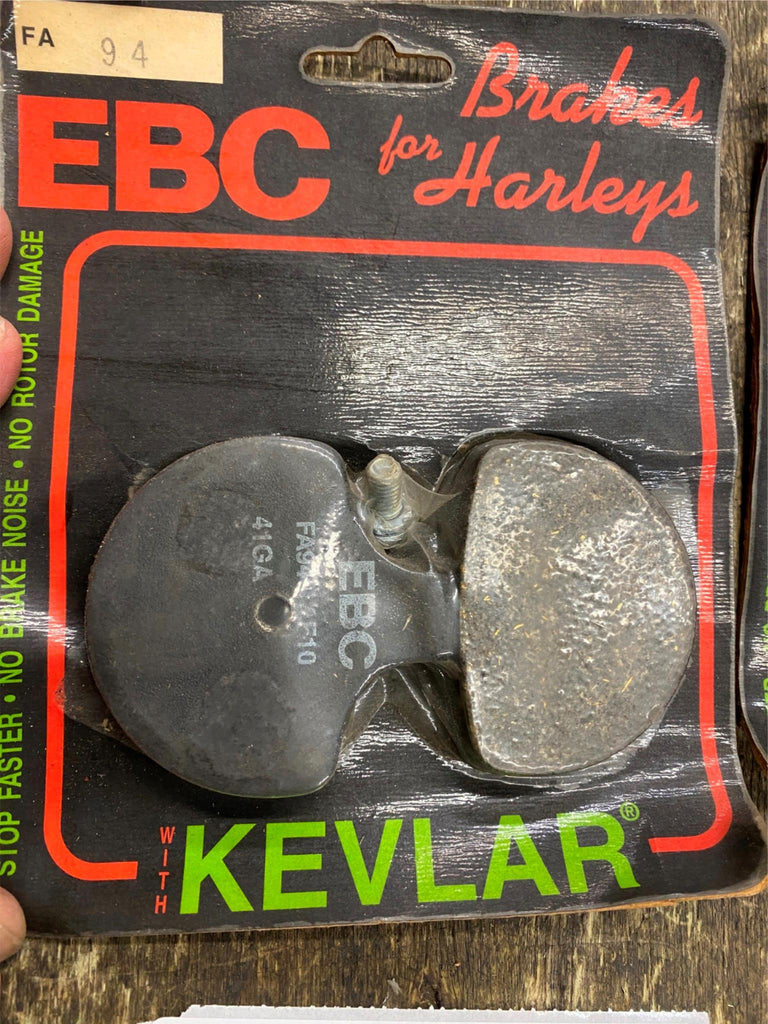 FA 94
EBC
Brakes
for
Harleys
STOP FASTER • NO BRAKE NOISE • NO ROTOR DAMAGE
EBC
41GA
WITH
KEVLAR®